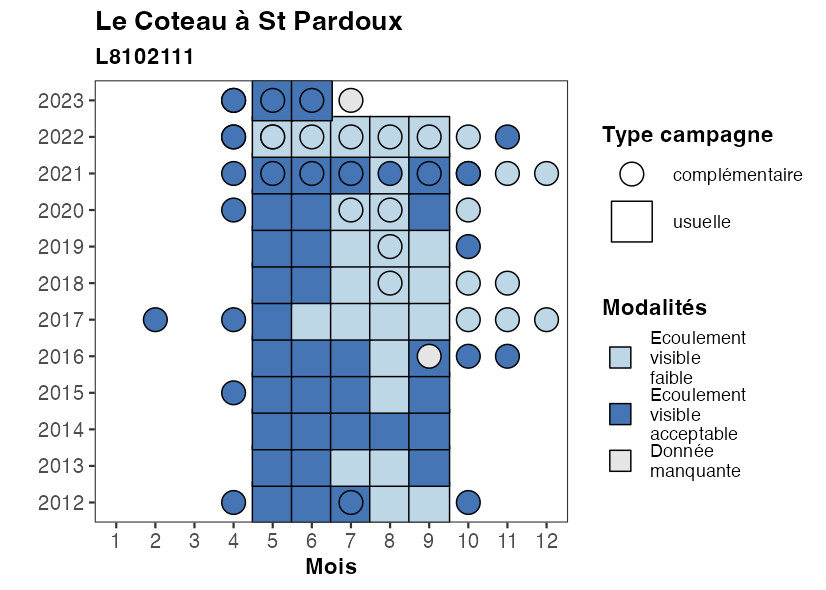 Le Coteau à St Pardoux
L8102111
2023
2022
2021
2020
2019
2018
2017
2016
2015
2014
2013
2012
1 2 3 4 5 6 7 8 9 10 11 12
Mois
Type campagne
complémentaire
usuelle
Modalités
Ecoulement
visible
faible
Ecoulement
visible
acceptable
Donnée
manquante